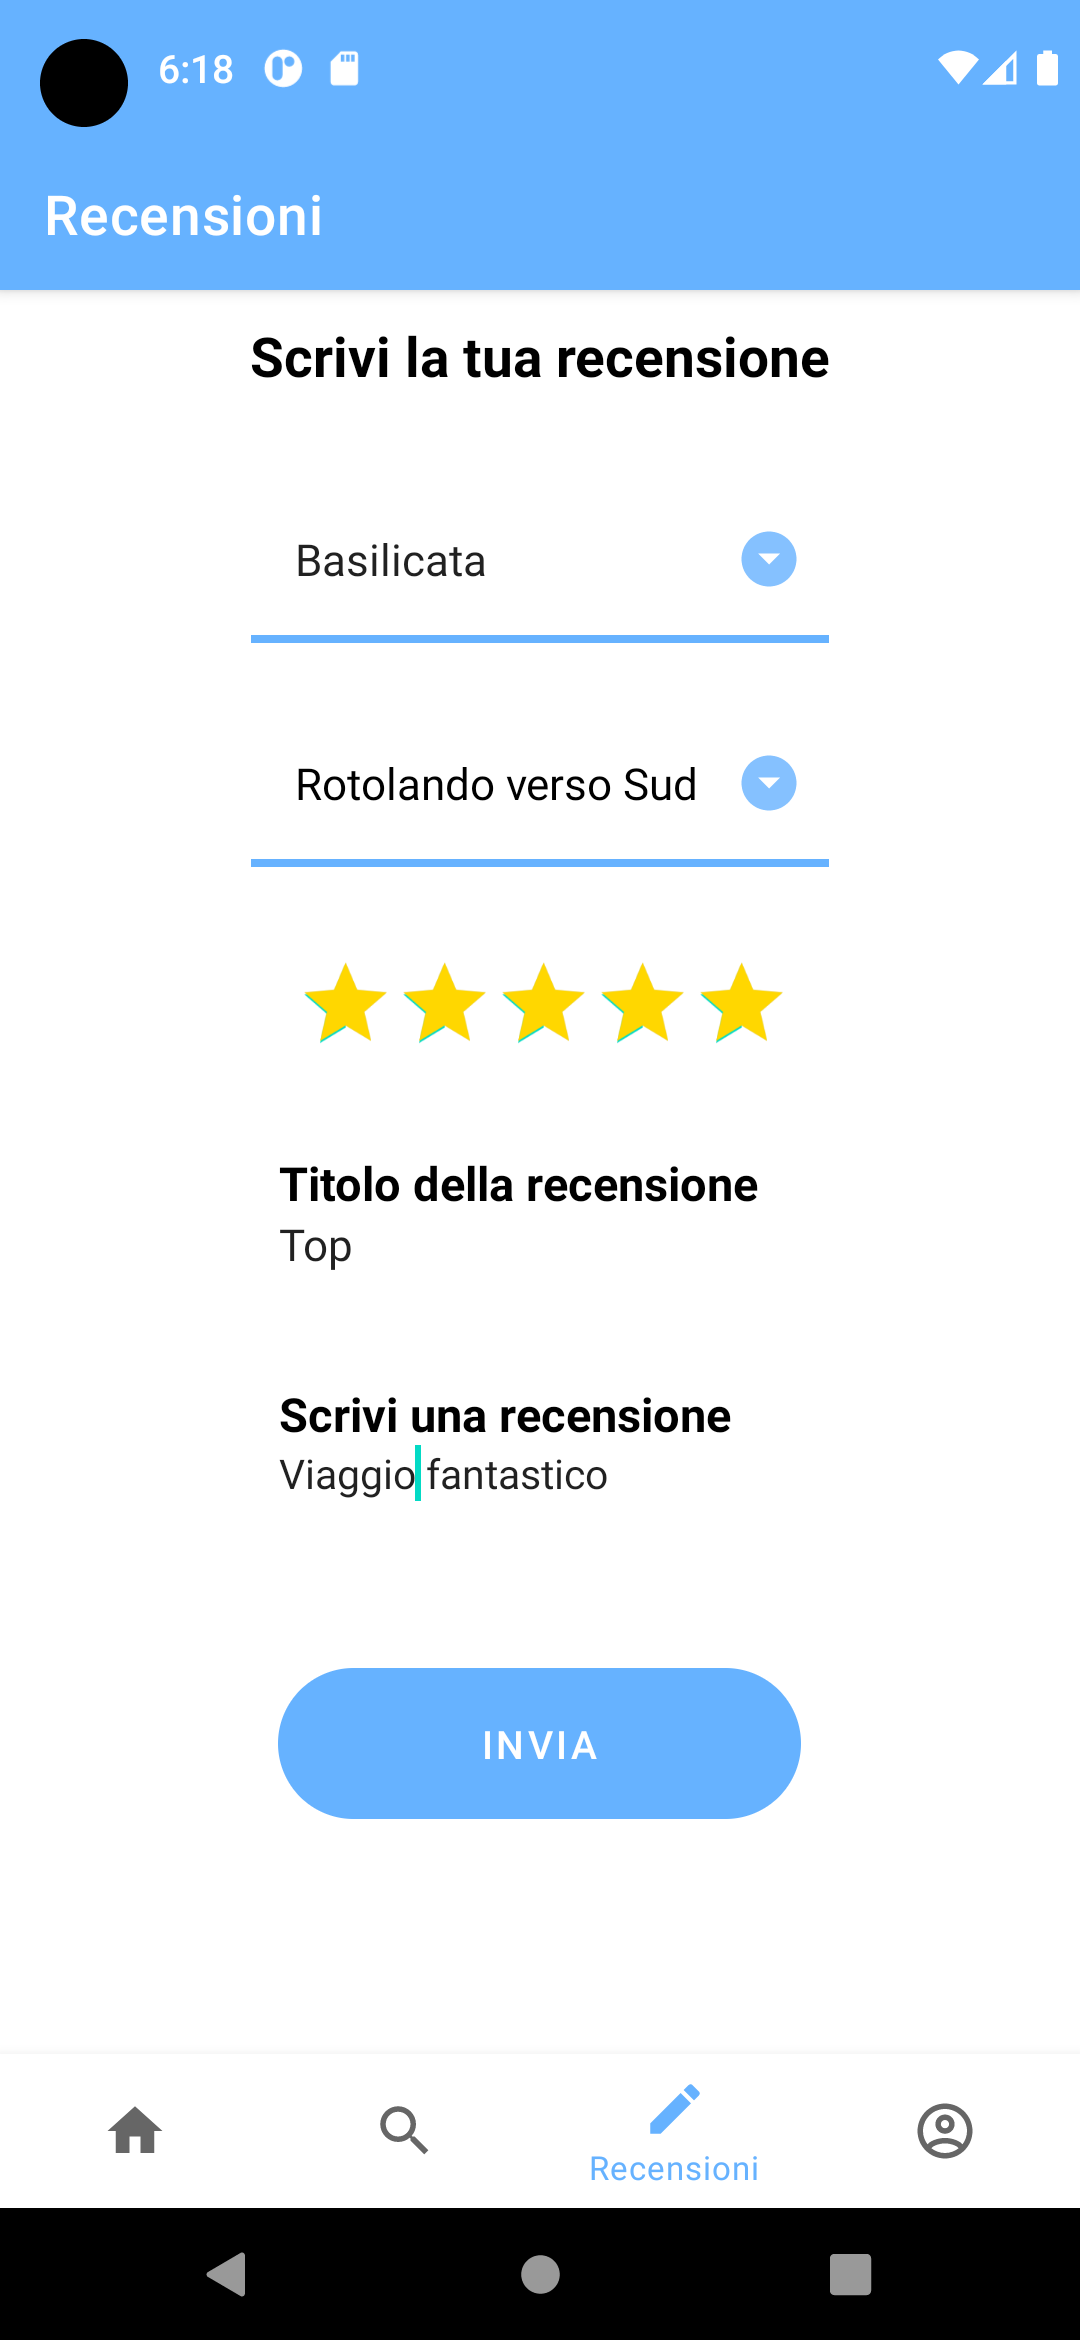 6:18
Recensioni
Scrivi la tua recensione
Basilicata
Rotolando verso Sud
Titolo della recensione
Top
Scrivi una recensione
Viaggio fantastico
INVIA
Recensioni